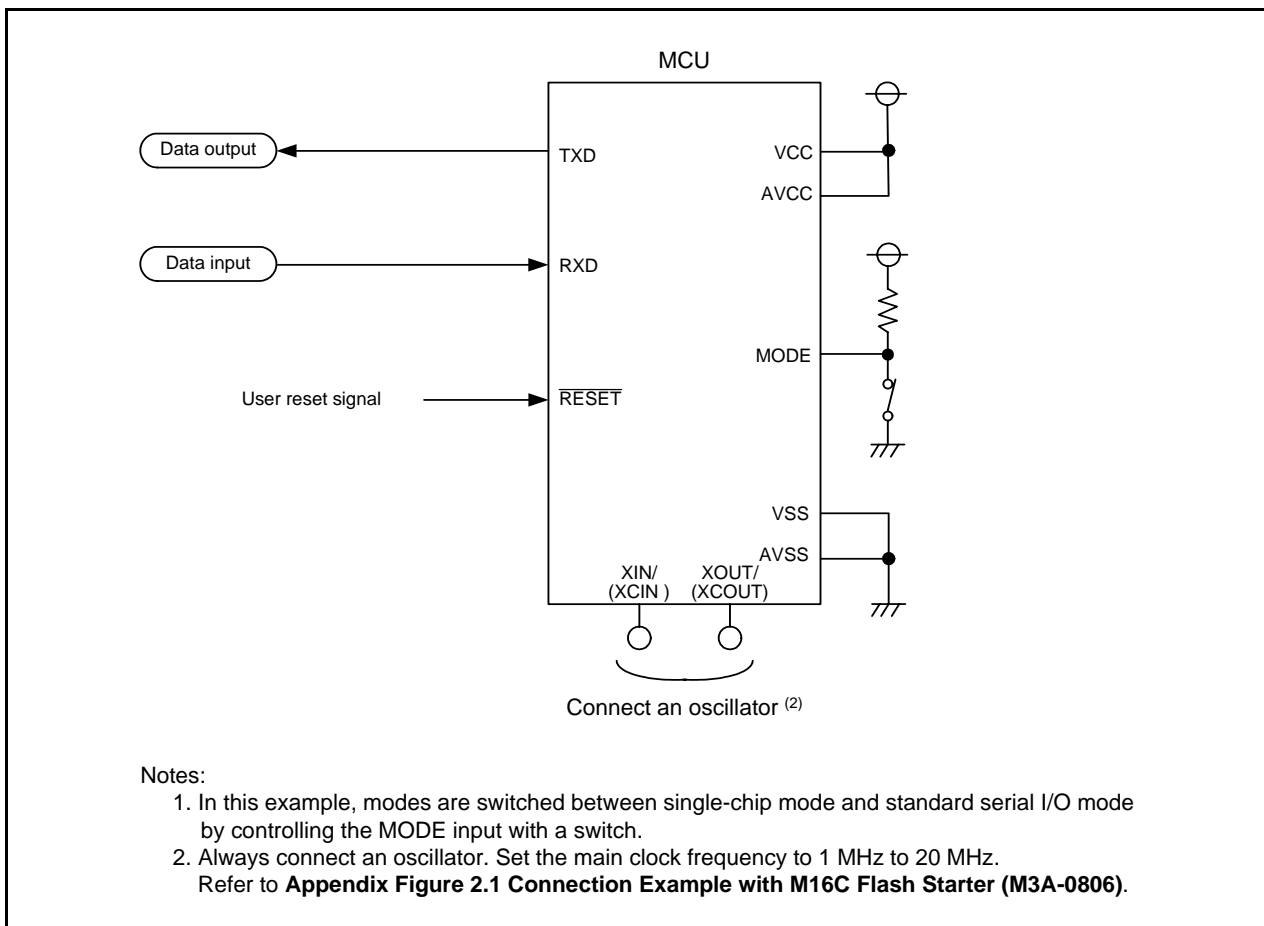 MCU
Data output
TXD
VCC
AVCC
Data input
RXD
MODE
User reset signal
RESET
VSS
AVSS
XIN/
(XCIN )
XOUT/
(XCOUT)
Connect an oscillator (2)
Notes:
1. In this example, modes are switched between single-chip mode and standard serial I/O mode
by controlling the MODE input with a switch.
2. Always connect an oscillator. Set the main clock frequency to 1 MHz to 20 MHz.
Refer to Appendix Figure 2.1 Connection Example with M16C Flash Starter (M3A-0806).